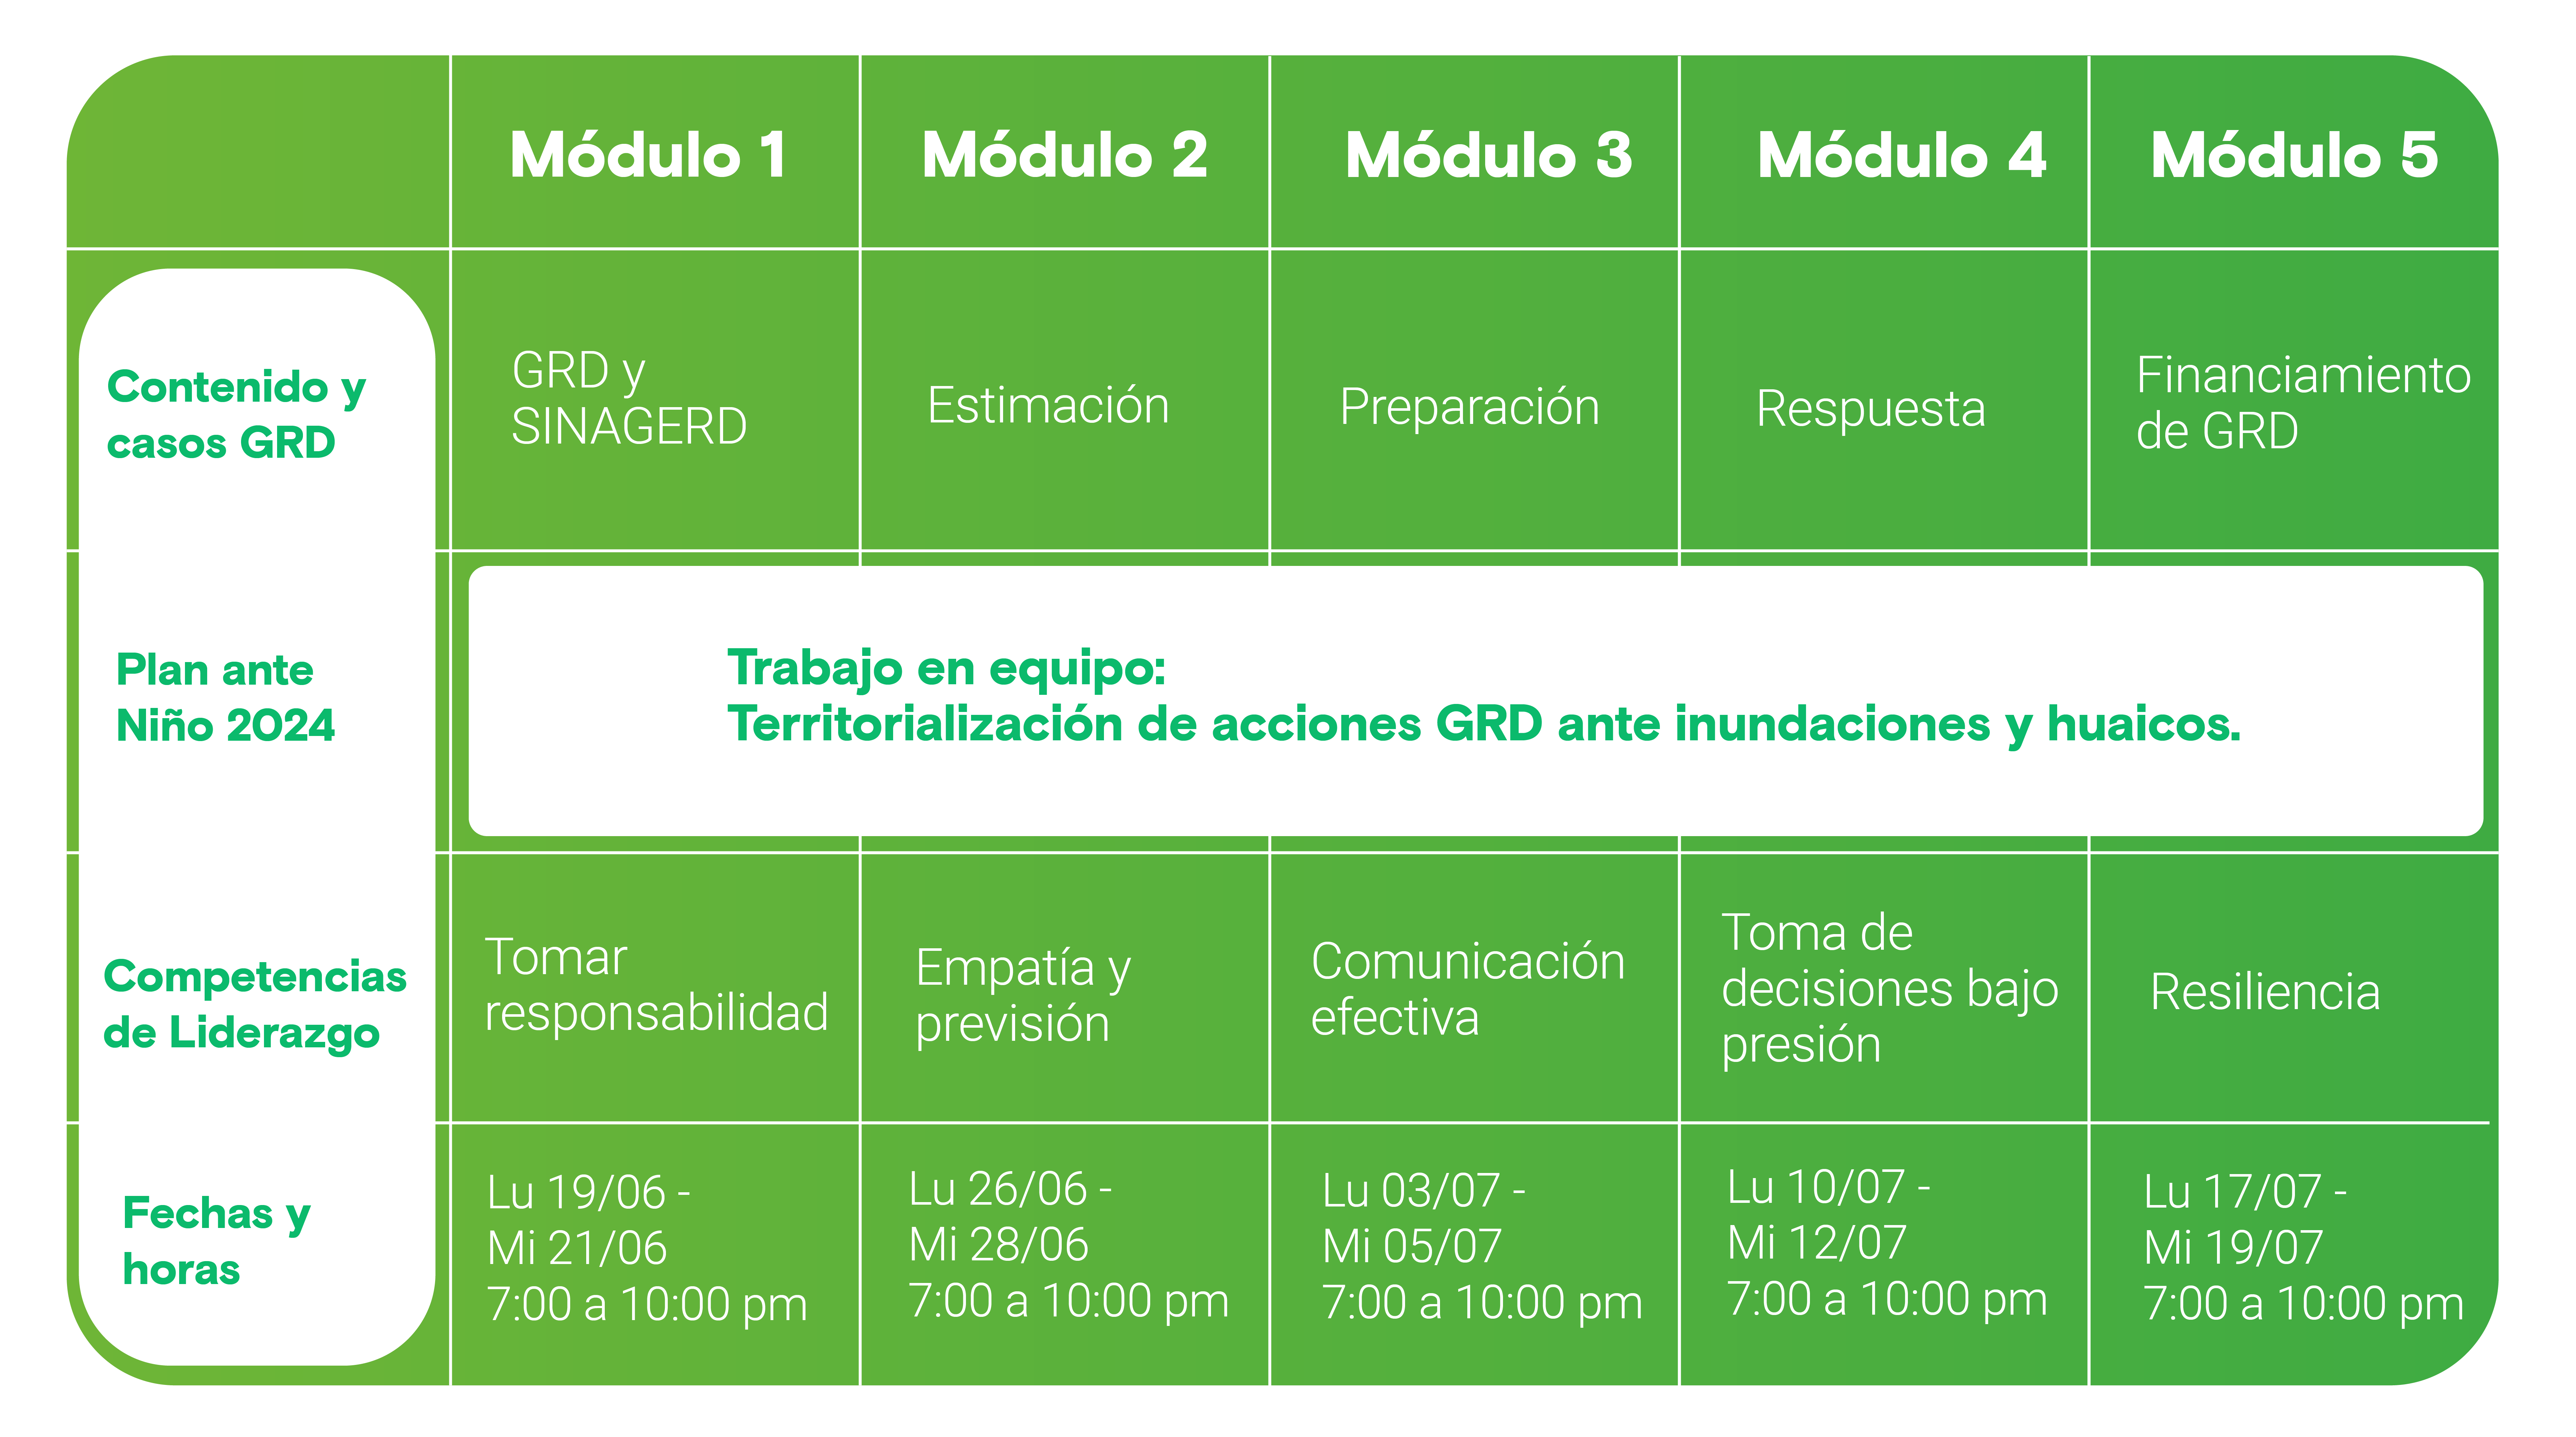 Módulo 1
Módulo 2
Módulo 3
Módulo 4
Módulo 5
Contenido y
casos GRD
GRD y
SINAGERD
Estimación
Preparación
Respuesta
Financiamiento
de GRD
Plan ante
Niño 2024
Trabajo en equipo:
Territorialización de acciones GRD ante inundaciones y huaicos.
Competencias
de Liderazgo
Tomar
responsabilidad
Empatía y
previsión
Comunicación
efectiva
Toma de
decisiones bajo
presión
Resiliencia
Fechas y
horas
Lu 19/06 -
Mi 21/06
7:00 a 10:00 pm
Lu 26/06 -
Mi 28/06
7:00 a 10:00 pm
Lu 03/07 -
Mi 05/07
7:00 a 10:00 pm
Lu 10/07 -
Mi 12/07
7:00 a 10:00 pm
Lu 17/07 -
Mi 19/07
7:00 a 10:00 pm